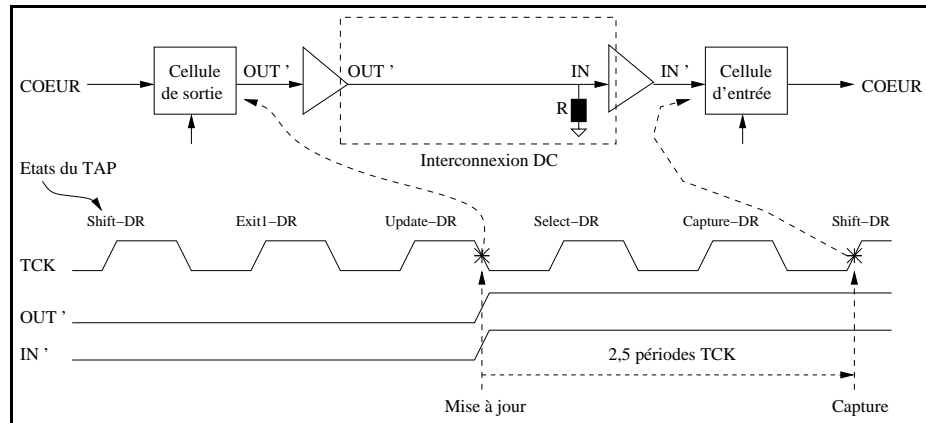 COEUR
Cellule
de sortie
OUT ’
OUT ’
IN
IN ’
Cellule
d’entrée
COEUR
R
Interconnexion DC
Etats du TAP
Shift–DR
Exit1–DR
Update–DR
Select–DR
Capture–DR
Shift–DR
TCK
OUT ’
IN ’
2,5 périodes TCK
Mise à jour
Capture